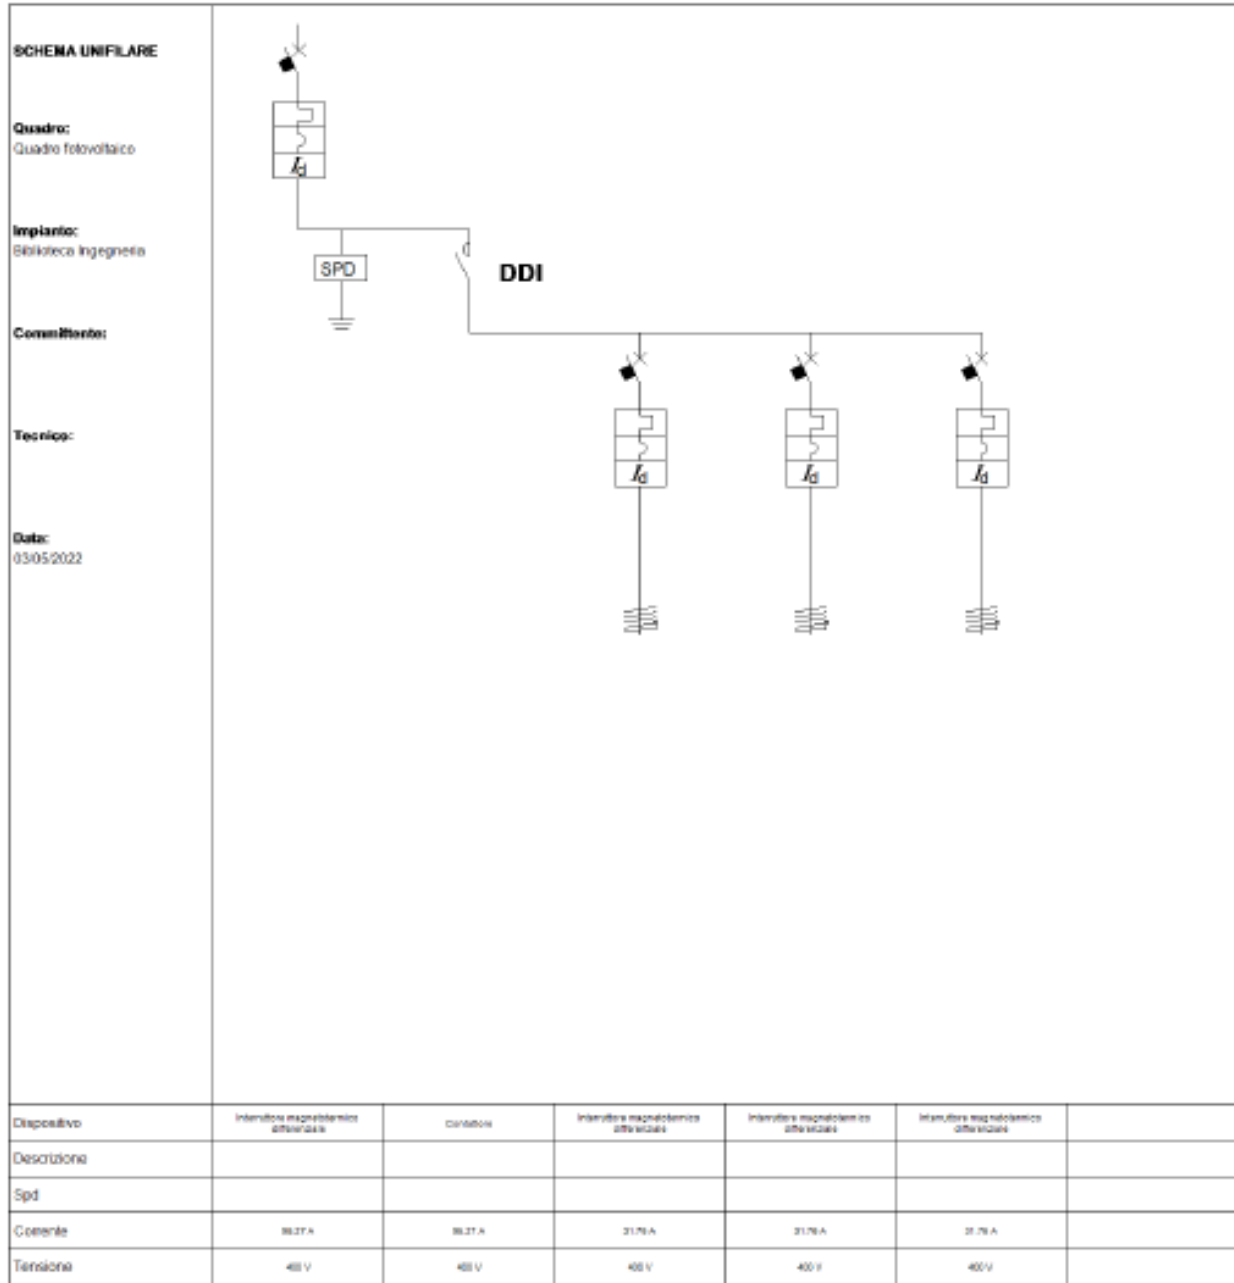 SCHEMA UNIFILARE
Quadro:
Quadro fotovoltaico
Impianto:
Biblioteca Ingegneria
Committente:
Tecnico:
Data:
03/05/2022
Id
SPD
DDI
Id
Id
Id
Dispositivo
Interruttore magnetotermico
differenziale
Contattore
Interruttore magnetotermico
differenziale
Interruttore magnetotermico
differenziale
Interruttore magnetotermico
differenziale
Descrizione
Spd
Corrente
31.76 A
31.76 A
31.76 A
Tensione
400 V
400 V
400 V
400 V
400 V